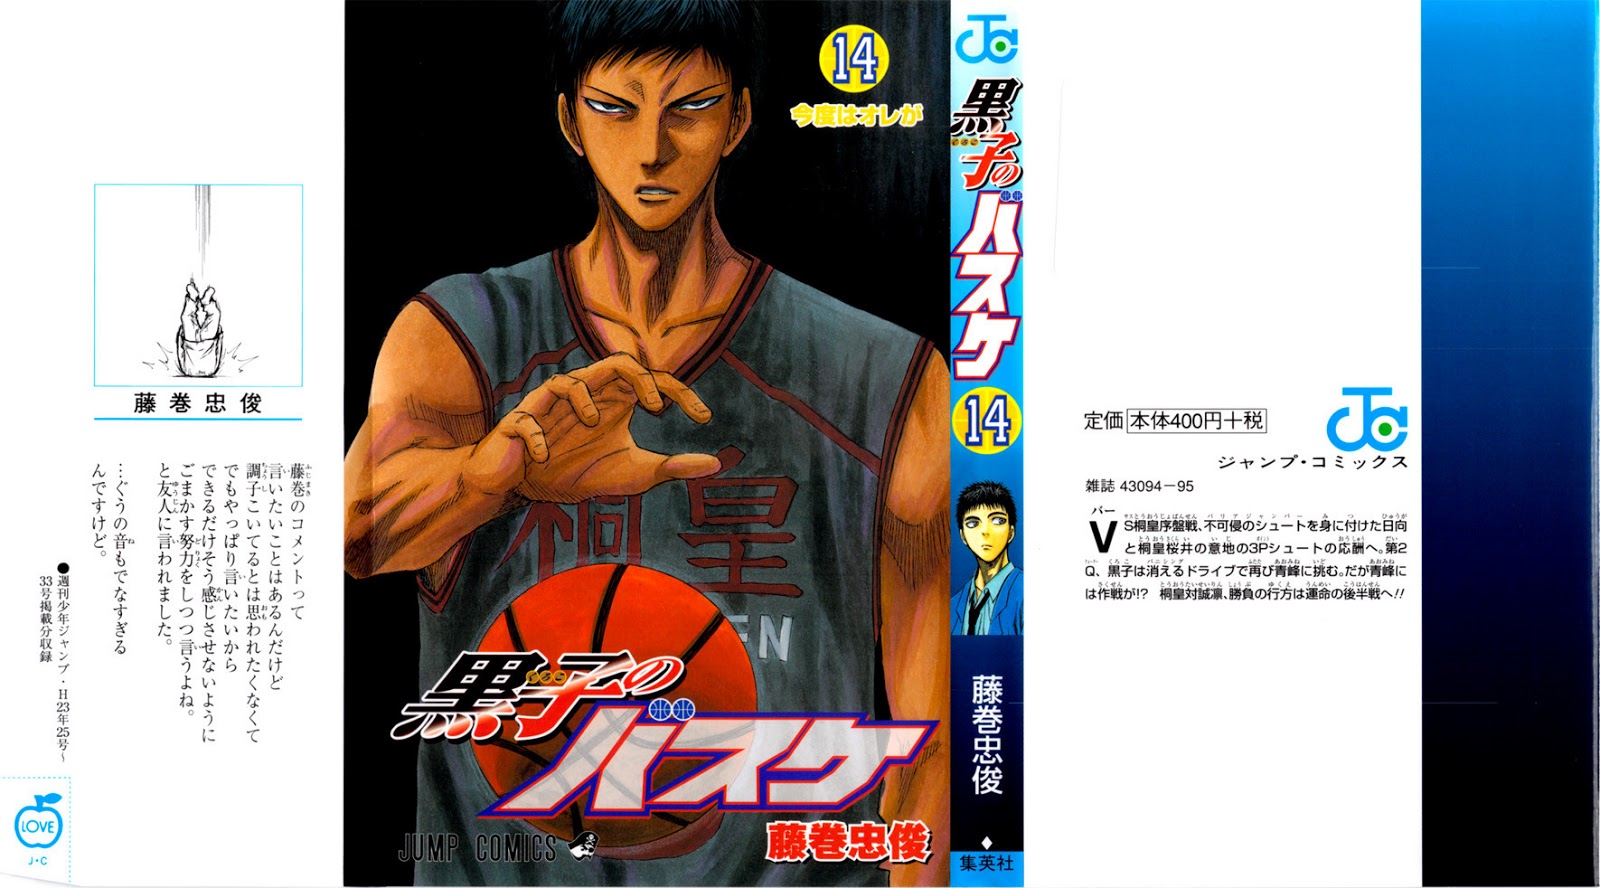 藤巻忠俊
藤巻のコメントって
言いたいことはあるんだけど
調子こいてるとは思われたくなくて
でもやっぱり言いたいから
できるだけそう感じさせないように
ごまかす努力をしつつ言うよね。
と友人に言われました。
…ぐうの音もでなすぎる
んですけど。
●週刊少年ジャンプ・H23年25号～
33号掲載分収録
LOVE
J・C
14
今度はオレが
桐皇
EN
黒子の
バスケ
JUMP COMICS
藤巻忠俊
JC
黒子の
バスケ
14
藤巻忠俊
集英社
定価 本体400円+税
JC
ジャンプ・コミックス
雑誌 43094-95
VS桐皇序盤戦、不可侵のシュートを身に付けた日向
と桐皇桜井の意地の3Pシュートの応酬へ。第2
Q、黒子は消えるドライブで再び青峰に挑む。だが青峰に
は作戦が!? 桐皇対誠凛、勝負の行方は運命の後半戦へ!!